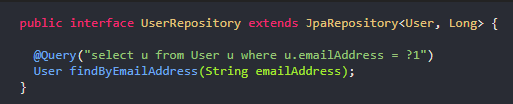 public interface UserRepository extends JpaRepository<User, Long> {
@Query("select u from User u where u.emailAddress = ?1")
User findByEmailAddress(String emailAddress);
}